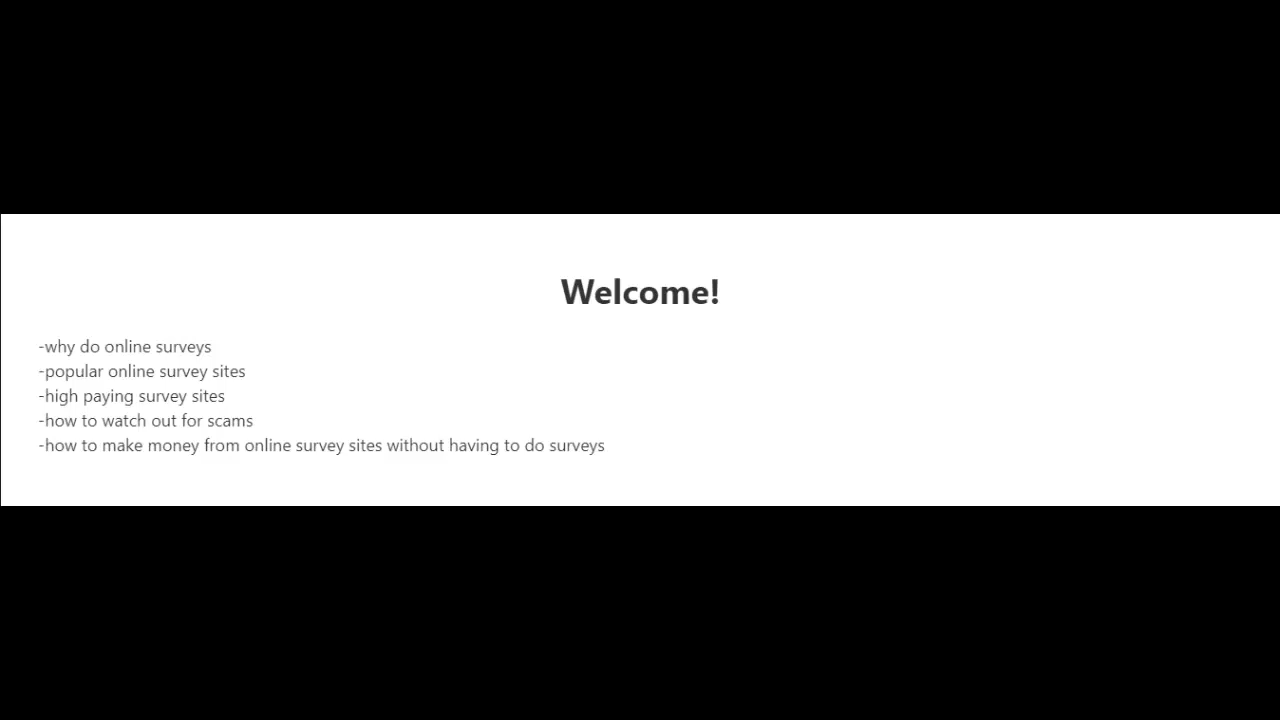 Welcome!
-why do online surveys
-popular online survey sites
-high paying survey sites
-how to watch out for scams
-how to make money from online survey sites without having to do surveys